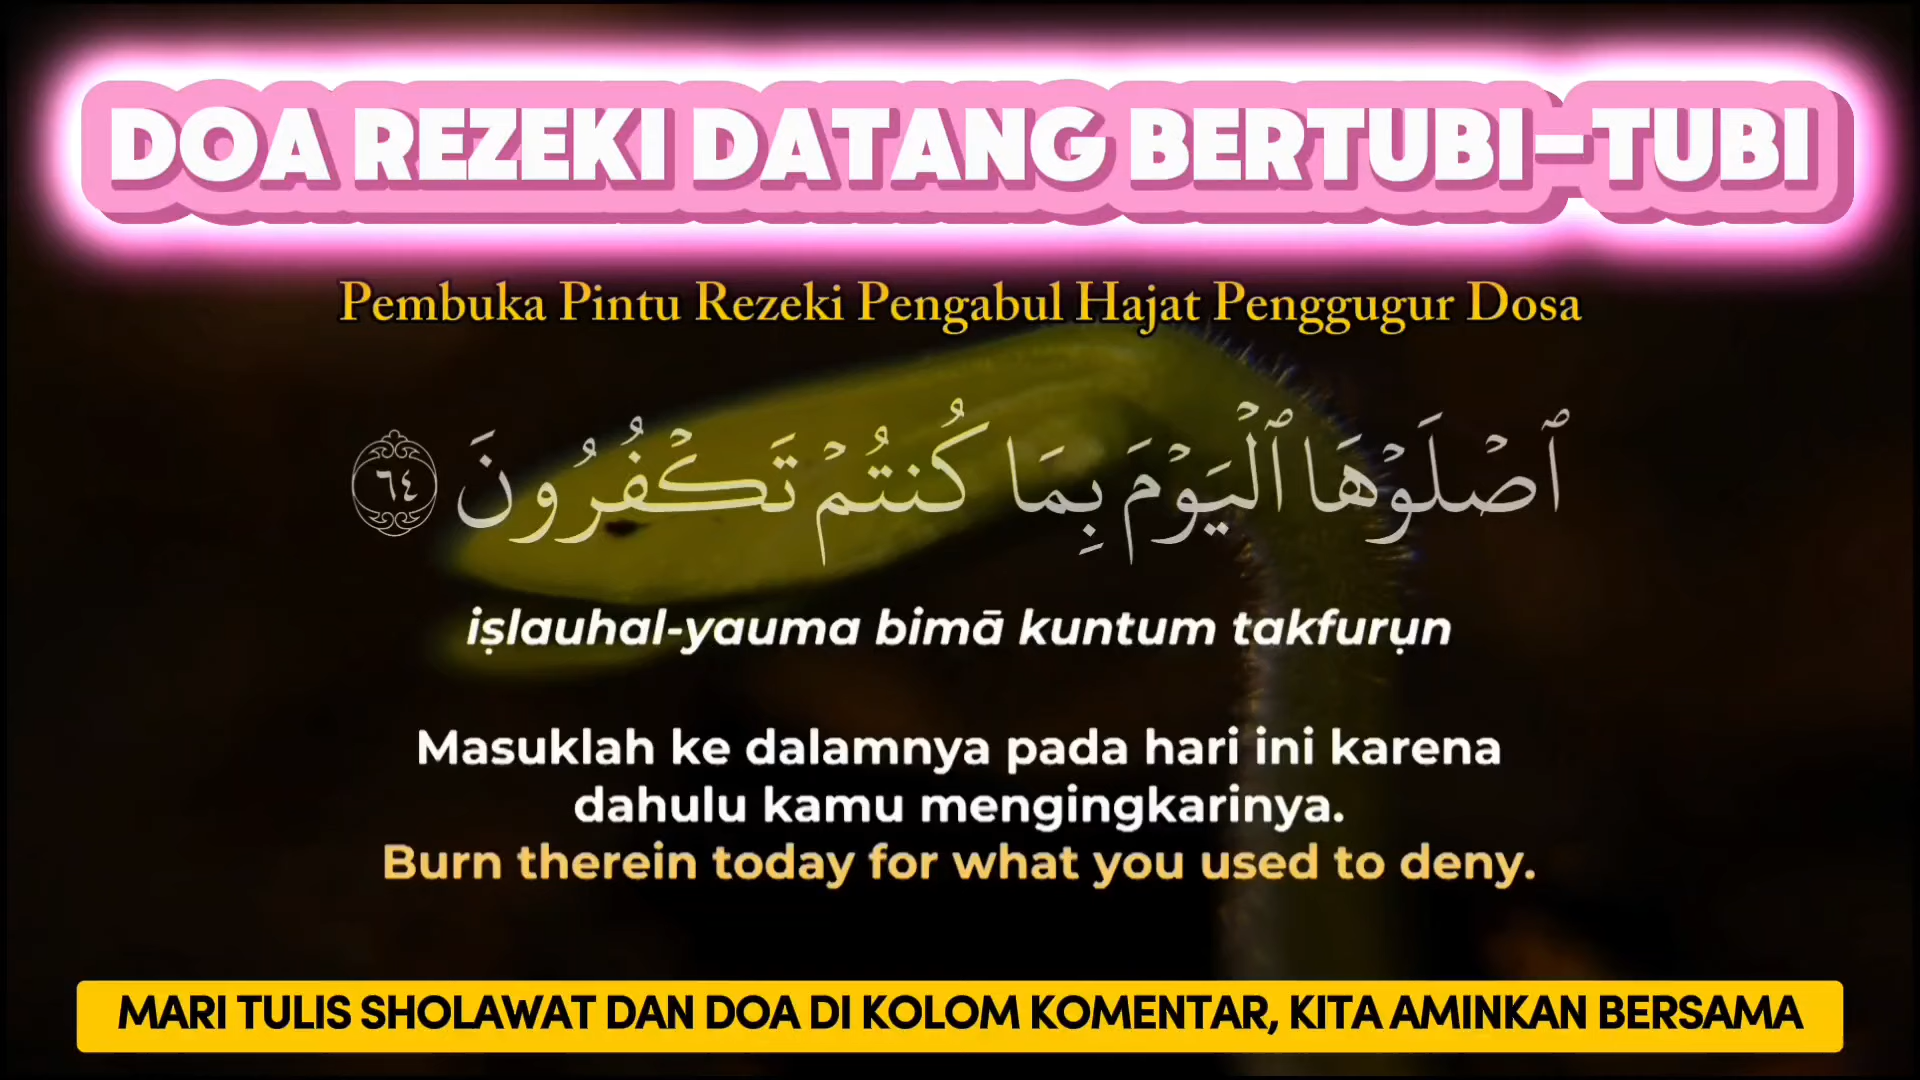 DOA REZEKI DATANG BERTUBI-TUBI
Pembuka Pintu Rezeki Pengabul Hajat Penggugur Dosa
ٱصْلَوْهَا ٱلْيَوْمَ بِمَا كُنتُمْ تَكْفُرُونَ ٦٤
iṣlauhal-yauma bimā kuntum takfurụn
Masuklah ke dalamnya pada hari ini karena
dahulu kamu mengingkarinya.
Burn therein today for what you used to deny.
MARI TULIS SHOLAWAT DAN DOA DI KOLOM KOMENTAR, KITA AMINKAN BERSAMA